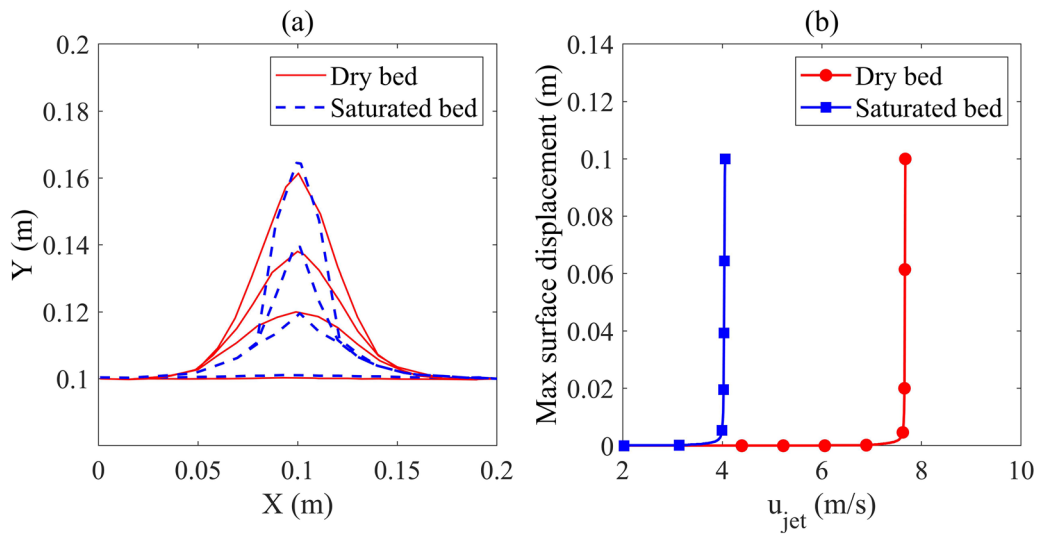 (a)
0.2
0.18
0.16
0.14
0.12
0.1
Y (m)
0
0.05
0.1
0.15
0.2
X (m)
Dry bed
Saturated bed
(b)
0.14
0.12
0.1
0.08
0.06
0.04
0.02
0
Max surface displacement (m)
2
4
6
8
10
u_jet (m/s)
Dry bed
Saturated bed